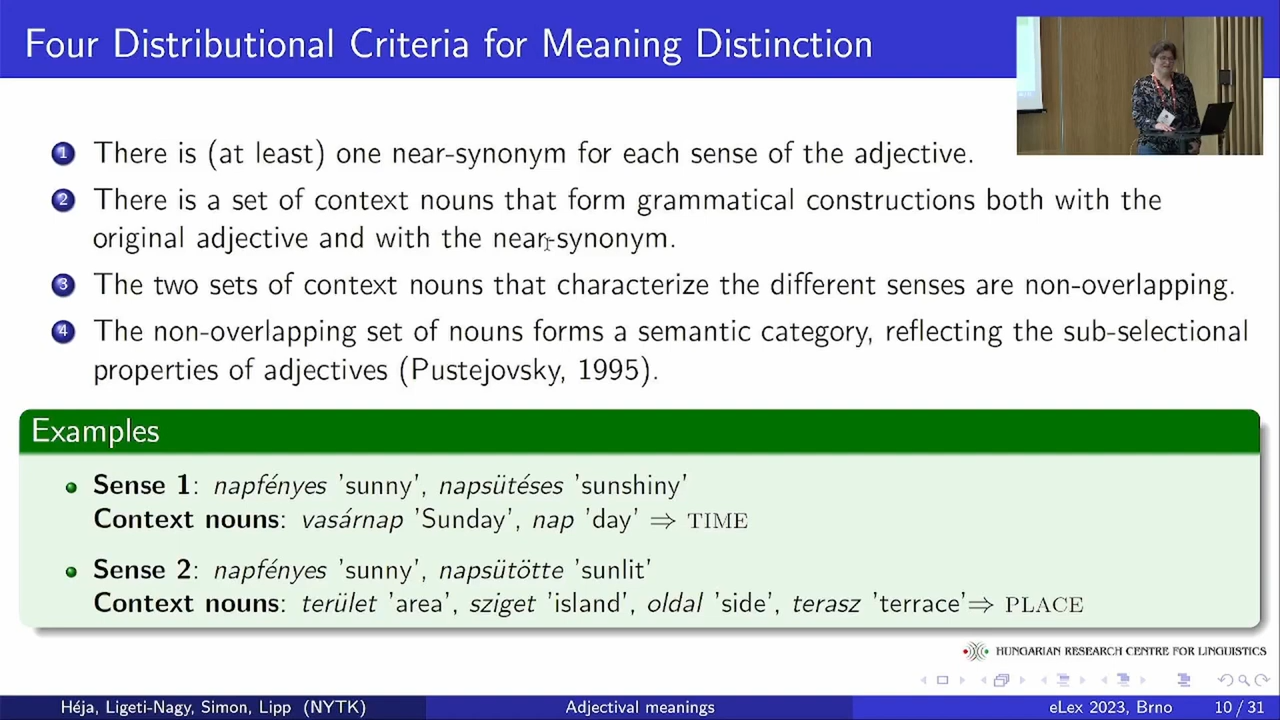 Four Distributional Criteria for Meaning Distinction
1 There is (at least) one near-synonym for each sense of the adjective.
2 There is a set of context nouns that form grammatical constructions both with the
original adjective and with the near-synonym.
3 The two sets of context nouns that characterize the different senses are non-overlapping.
4 The non-overlapping set of nouns forms a semantic category, reflecting the sub-selectional
properties of adjectives (Pustejovsky, 1995).
Examples
Sense 1: napfényes 'sunny', napsütéses 'sunshiny'
Context nouns: vasárnap 'Sunday', nap 'day' ⇒ TIME
Sense 2: napfényes 'sunny', napsütötte 'sunlit'
Context nouns: terület 'area', sziget 'island', oldal 'side', terasz 'terrace'⇒ PLACE
HUNGARIAN RESEARCH CENTRE FOR LINGUISTICS
Héja, Ligeti-Nagy, Simon, Lipp (NYTK) Adjectival meanings eLex 2023, Brno 10 / 31